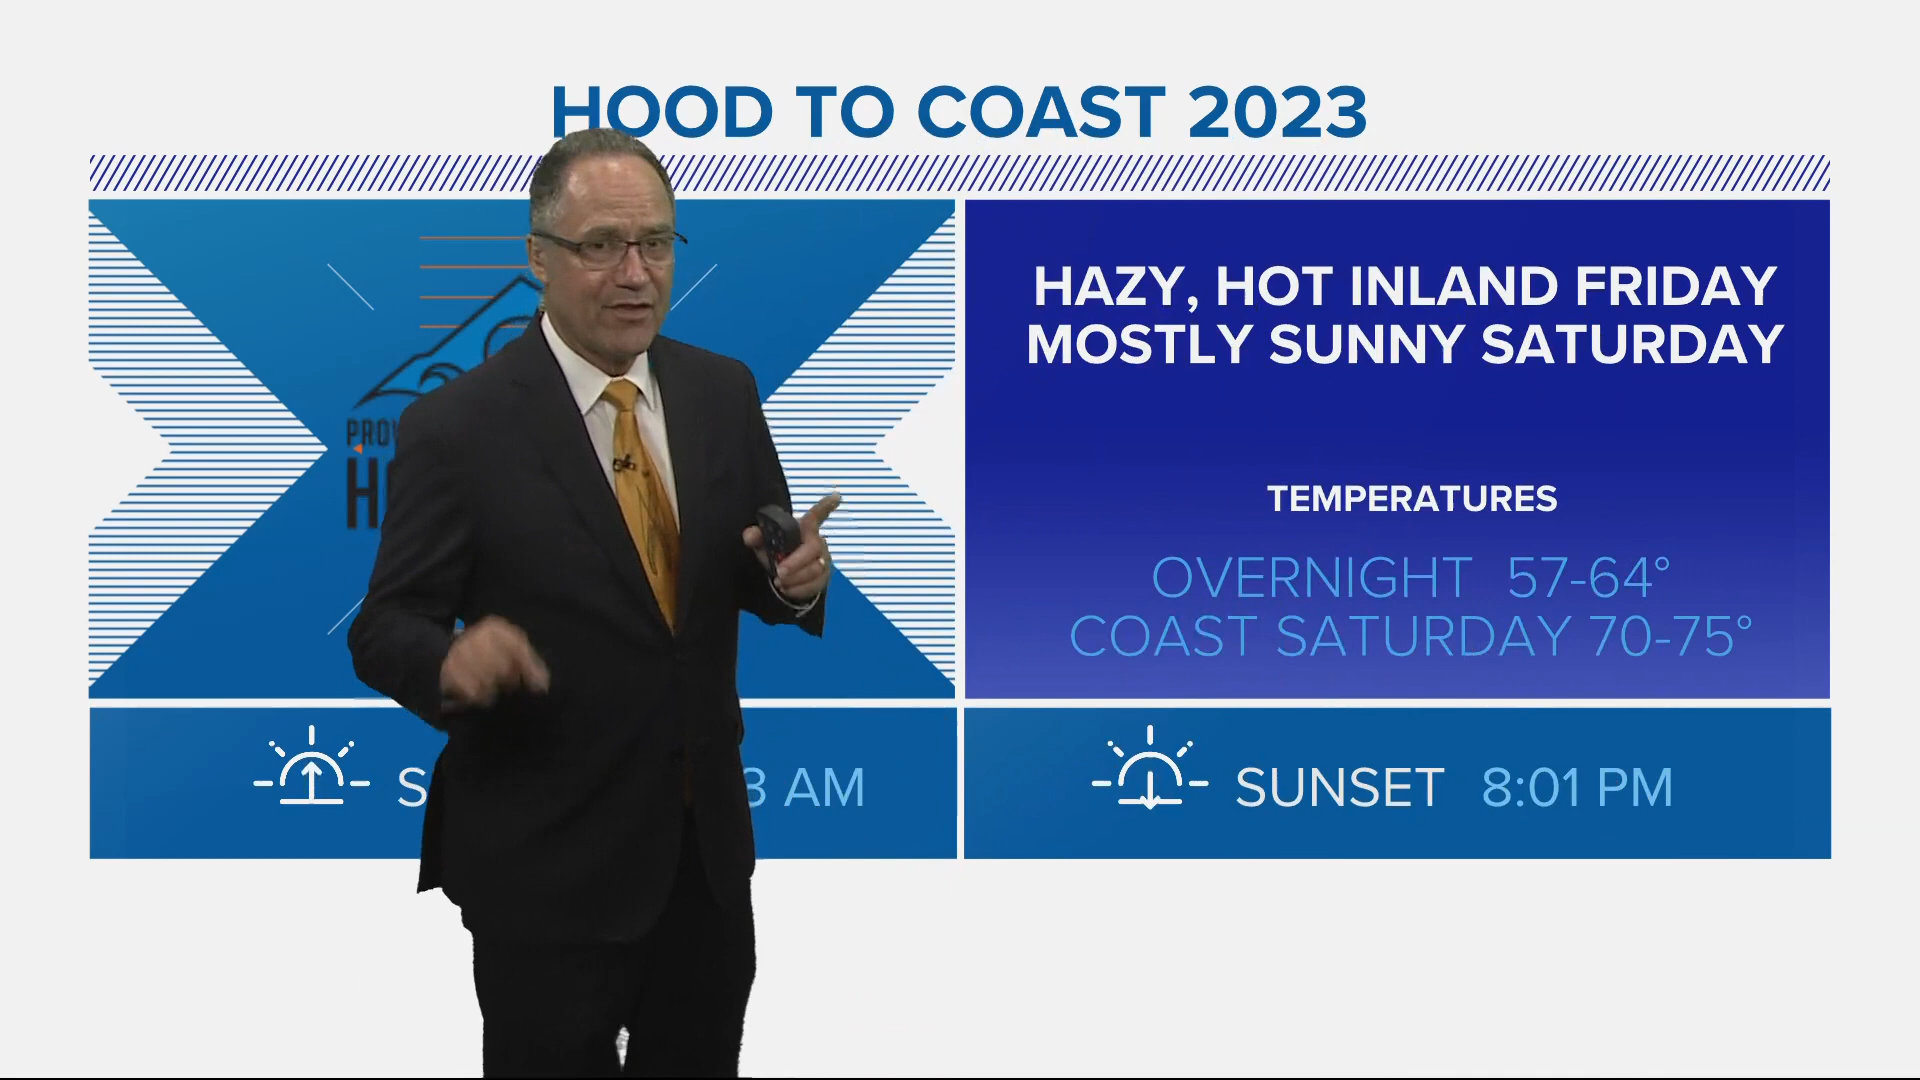 HOOD TO COAST 2023
HAZY, HOT INLAND FRIDAY
MOSTLY SUNNY SATURDAY
TEMPERATURES
OVERNIGHT 57-64°
COAST SATURDAY 70-75°
AM
SUNSET 8:01 PM